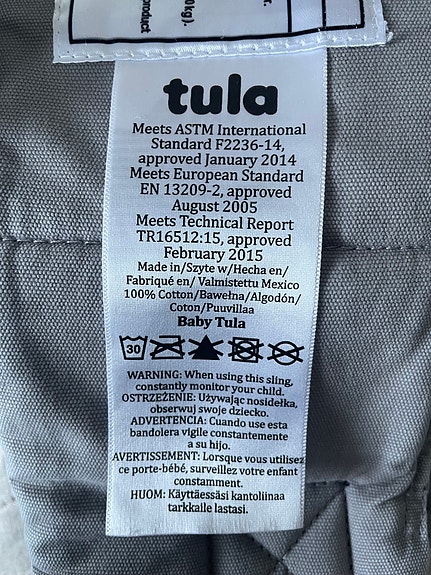 0kg).
product
tula
Meets ASTM International
Standard F2236-14,
approved January 2014
Meets European Standard
EN 13209-2, approved
August 2005
Meets Technical Report
TR16512:15, approved
February 2015
Made in/Szyte w/Hecha en/
Fabriqué en/ Valmistettu Mexico
100% Cotton/Bawełna/Algodón/
Coton/Puuvillaa
Baby Tula
30
WARNING: When using this sling,
constantly monitor your child.
OSTRZEŻENIE: Używając nosidełka,
obserwuj swoje dziecko.
ADVERTENCIA: Cuando use esta
bandolera vigile constantemente
a su hijo.
AVERTISSEMENT: Lorsque vous utilisez
ce porte-bébé, surveillez votre enfant
constamment.
HUOM: Käyttäessäsi kantoliinaa
tarkkaile lastasi.